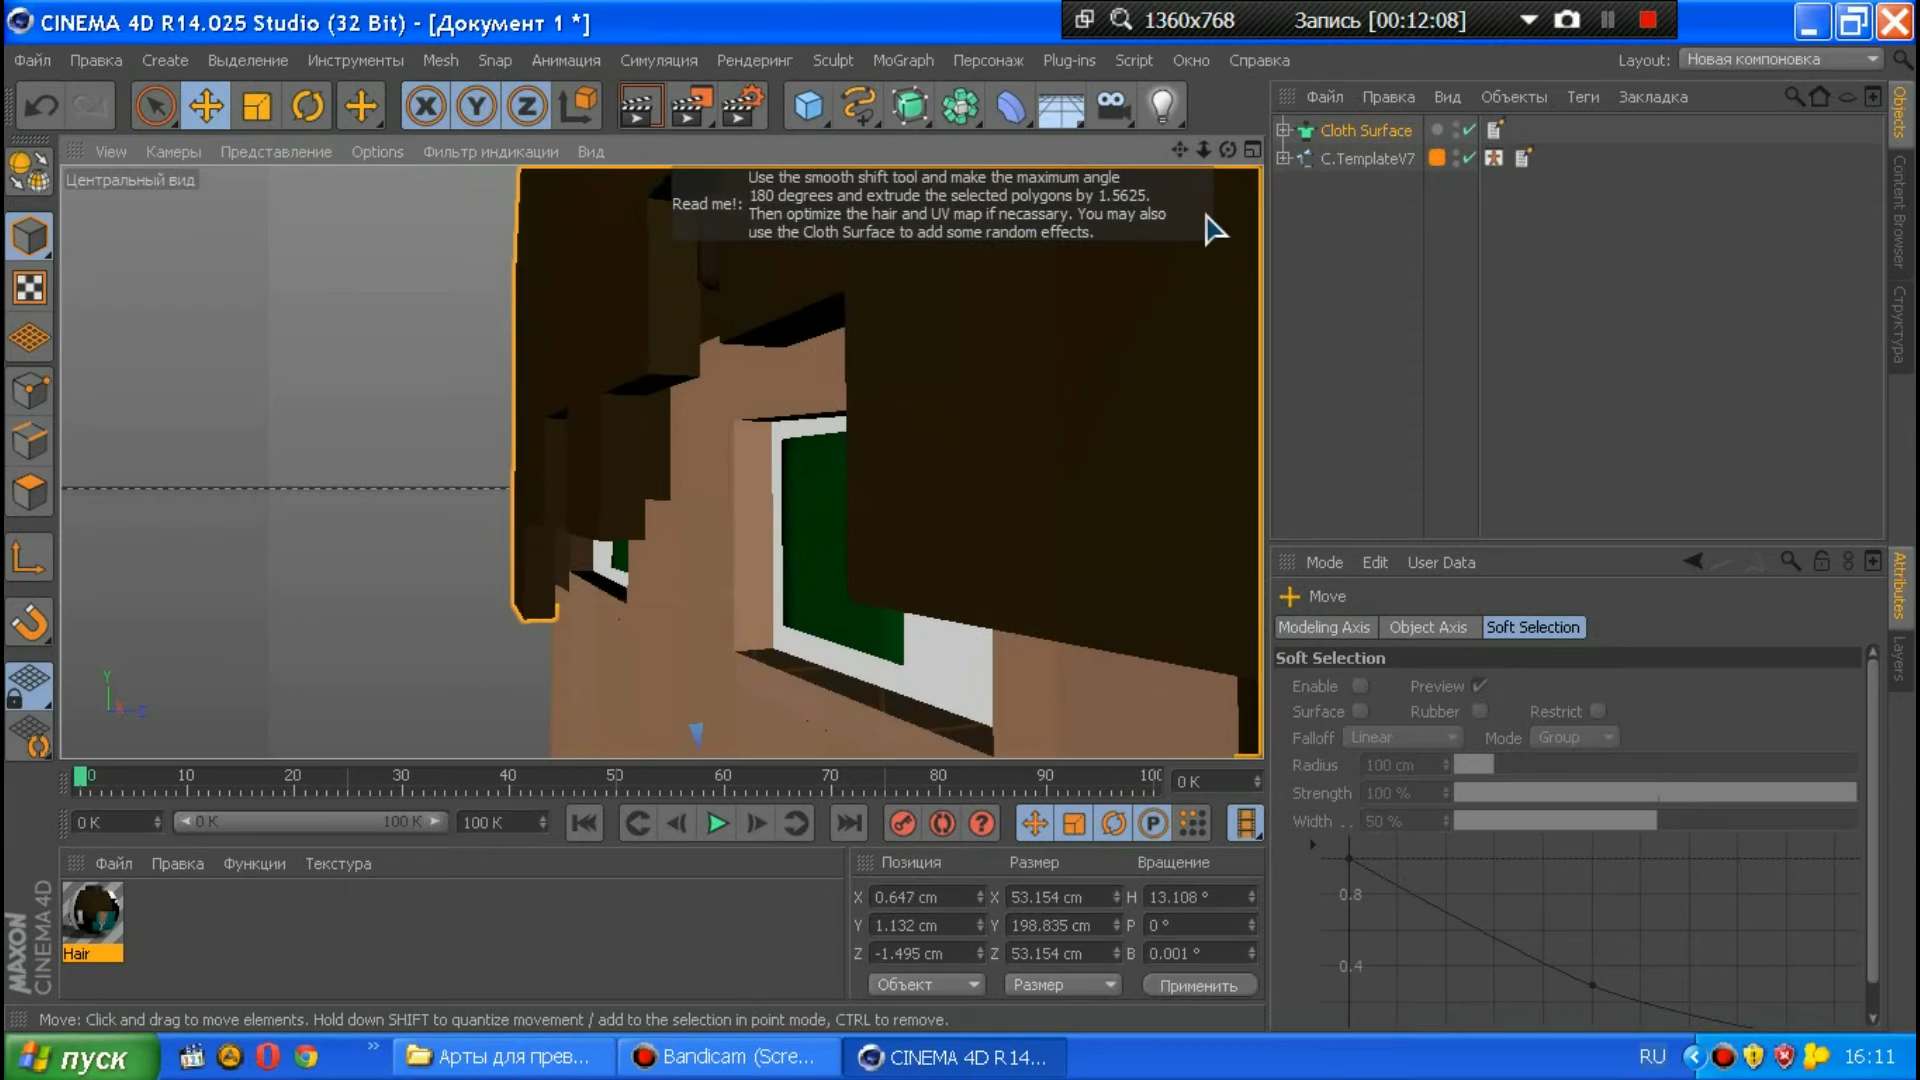 CINEMA 4D R14.025 Studio (32 Bit) - [Документ 1 *]
1360x768
Запись [00:12:08]
Файл Правка Create Выделение Инструменты Mesh Snap Анимация Симуляция Рендеринг Sculpt MoGraph Персонаж Plug-ins Script Окно Справка
Layout: Новая компоновка
View Камеры Представление Options Фильтр индикации Вид
Центральный вид
Read me!:
Use the smooth shift tool and make the maximum angle
180 degrees and extrude the selected polygons by 1.5625.
Then optimize the hair and UV map if necassary. You may also
use the Cloth Surface to add some random effects.
Файл Правка Вид Объекты Теги Закладка
Cloth Surface
C.TemplateV7
Objects
Content Browser
Структура
Mode Edit User Data
Move
Modeling Axis Object Axis Soft Selection
Soft Selection
Enable Preview
Surface Rubber Restrict
Falloff Linear Mode Group
Radius 100 cm
Strength 100 %
Width . . 50 %
0.8
0.4
Attributes
Layers
Y
X
Z
0 10 20 30 40 50 60 70 80 90 100
0 K
0 K 0 K 100 K 100 K
P
Файл Правка Функции Текстура
Hair
MAXON
CINEMA 4D
Позиция Размер Вращение
X 0.647 cm X 53.154 cm H 13.108 °
Y 1.132 cm Y 198.835 cm P 0 °
Z -1.495 cm Z 53.154 cm B 0.001 °
Объект Размер Применить
Move: Click and drag to move elements. Hold down SHIFT to quantize movement / add to the selection in point mode, CTRL to remove.
пуск
Арты для прев...
Bandicam (Scre...
CINEMA 4D R14...
RU
16:11